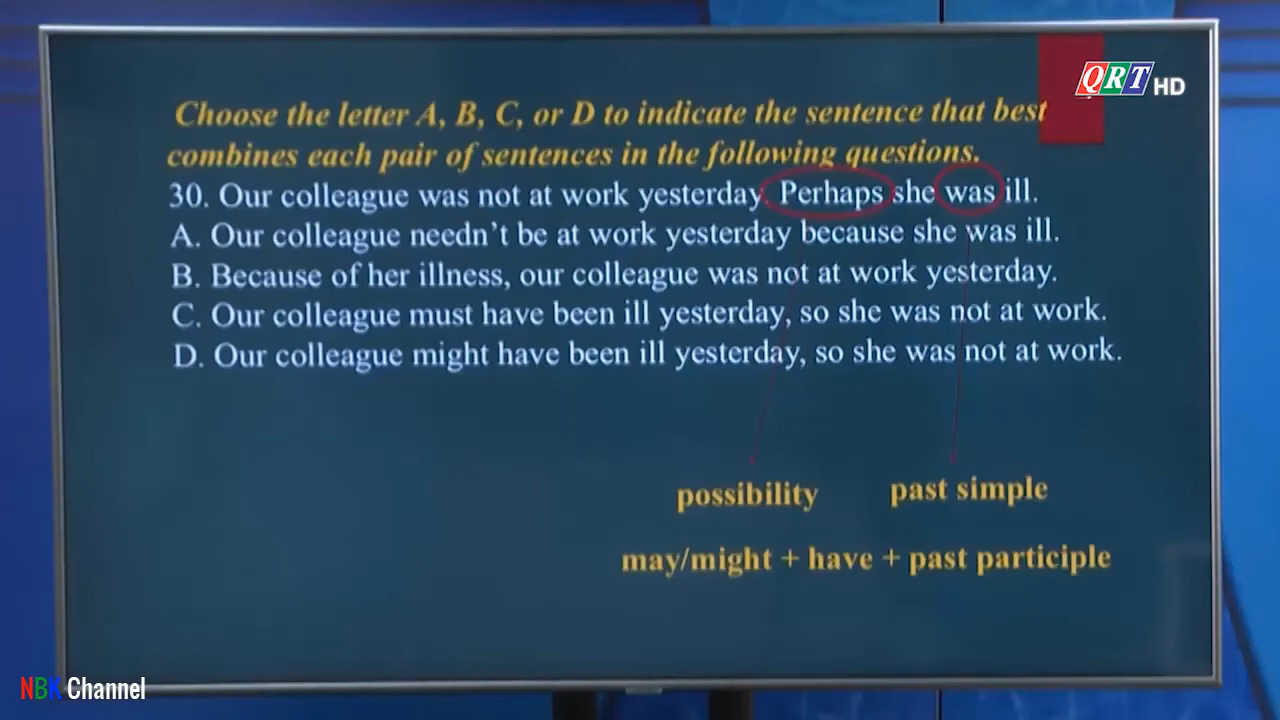 QRT HD
Choose the letter A, B, C, or D to indicate the sentence that best
combines each pair of sentences in the following questions.
30. Our colleague was not at work yesterday. Perhaps she was ill.
A. Our colleague needn’t be at work yesterday because she was ill.
B. Because of her illness, our colleague was not at work yesterday.
C. Our colleague must have been ill yesterday, so she was not at work.
D. Our colleague might have been ill yesterday, so she was not at work.
possibility past simple
may/might + have + past participle
NBK Channel